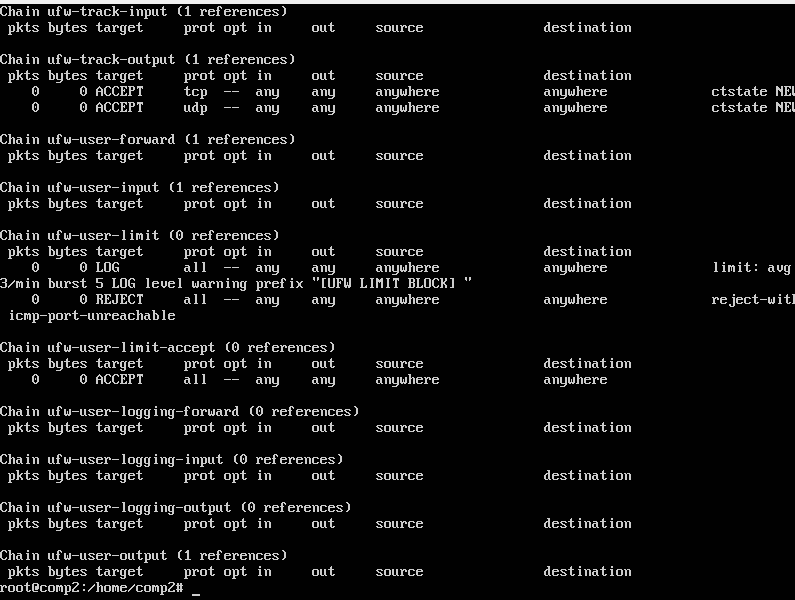 Chain ufw-track-input (1 references)
 pkts bytes target     prot opt in     out     source               destination

Chain ufw-track-output (1 references)
 pkts bytes target     prot opt in     out     source               destination
    0     0 ACCEPT     tcp  --  any    any     anywhere             anywhere             ctstate NEW
    0     0 ACCEPT     udp  --  any    any     anywhere             anywhere             ctstate NEW

Chain ufw-user-forward (1 references)
 pkts bytes target     prot opt in     out     source               destination

Chain ufw-user-input (1 references)
 pkts bytes target     prot opt in     out     source               destination

Chain ufw-user-limit (0 references)
 pkts bytes target     prot opt in     out     source               destination
    0     0 LOG        all  --  any    any     anywhere             anywhere             limit: avg
3/min burst 5 LOG level warning prefix "[UFW LIMIT BLOCK] "
    0     0 REJECT     all  --  any    any     anywhere             anywhere             reject-with
 icmp-port-unreachable

Chain ufw-user-limit-accept (0 references)
 pkts bytes target     prot opt in     out     source               destination
    0     0 ACCEPT     all  --  any    any     anywhere             anywhere

Chain ufw-user-logging-forward (0 references)
 pkts bytes target     prot opt in     out     source               destination

Chain ufw-user-logging-input (0 references)
 pkts bytes target     prot opt in     out     source               destination

Chain ufw-user-logging-output (0 references)
 pkts bytes target     prot opt in     out     source               destination

Chain ufw-user-output (1 references)
 pkts bytes target     prot opt in     out     source               destination
root@comp2:/home/comp2# _